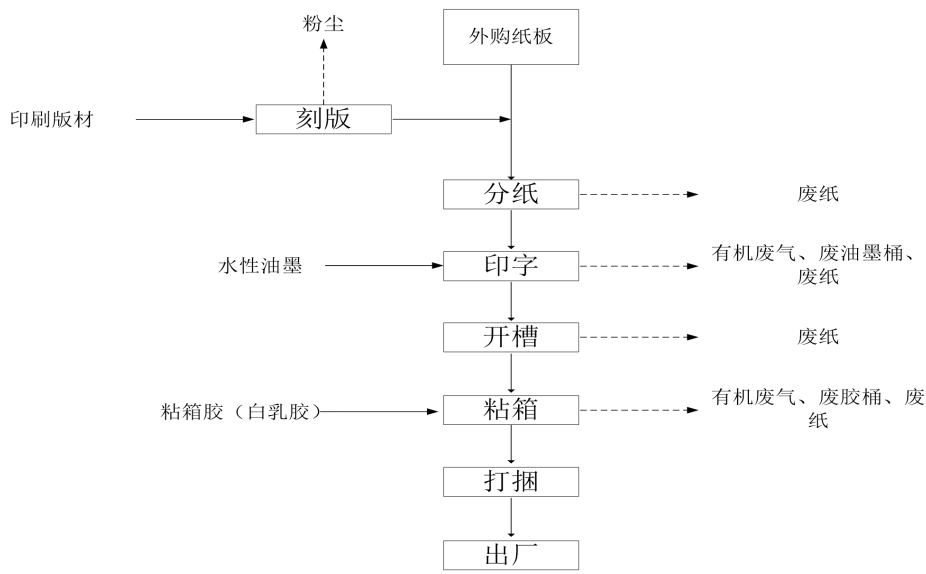 粉尘
外购纸板
印刷版材
刻版
分纸
废纸
水性油墨
印字
有机废气、废油墨桶、
废纸
开槽
废纸
粘箱胶（白乳胶）
粘箱
有机废气、废胶桶、废
纸
打捆
出厂